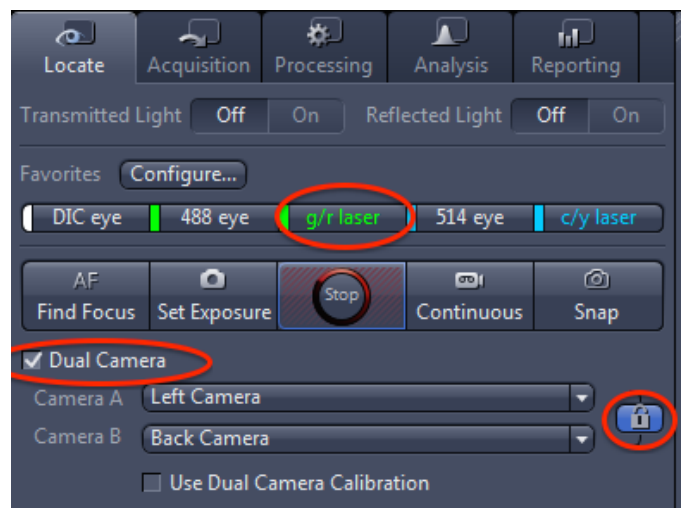 Locate Acquisition Processing Analysis Reporting
Transmitted Light Off On Reflected Light Off On
Favorites Configure...
DIC eye 488 eye g/r laser 514 eye c/y laser
AF Stop
Find Focus Set Exposure Continuous Snap
Dual Camera
Camera A Left Camera
Camera B Back Camera
Use Dual Camera Calibration